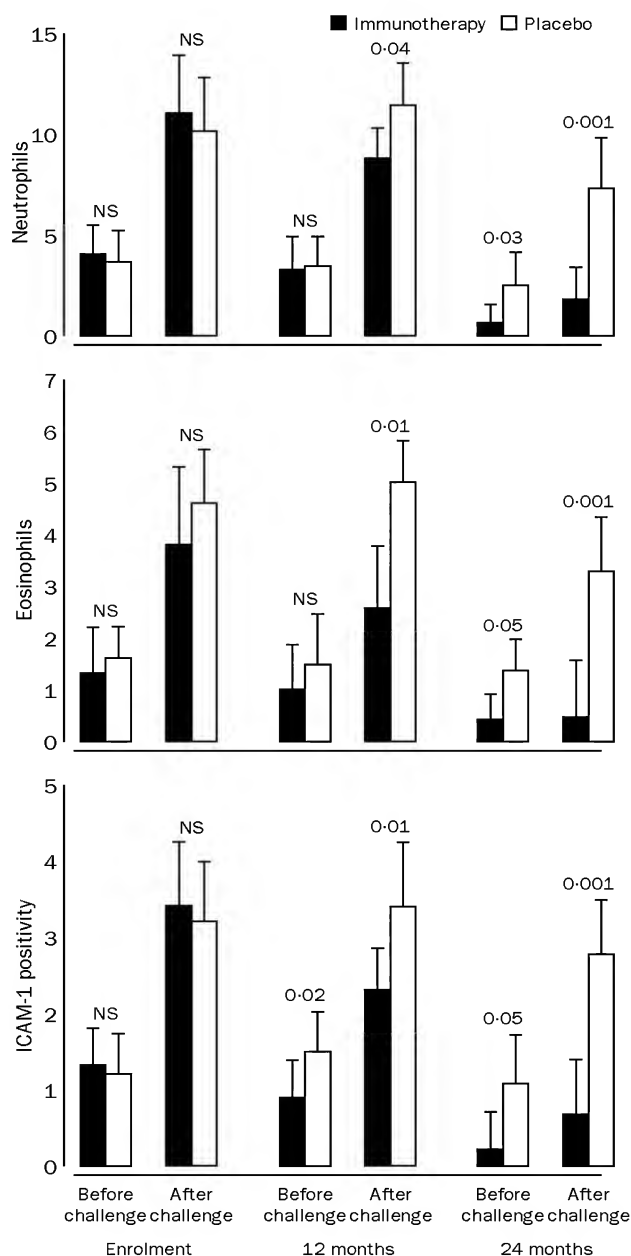 Immunotherapy Placebo
15
10
5
0
Neutrophils
NS
NS
NS
0·04
0·03
0·001
7
6
5
4
3
2
1
0
Eosinophils
NS
NS
NS
0·01
0·05
0·001
5
4
3
2
1
0
ICAM-1 positivity
NS
NS
0·02
0·01
0·05
0·001
Before After Before After Before After
challenge challenge challenge challenge challenge challenge
Enrolment 12 months 24 months